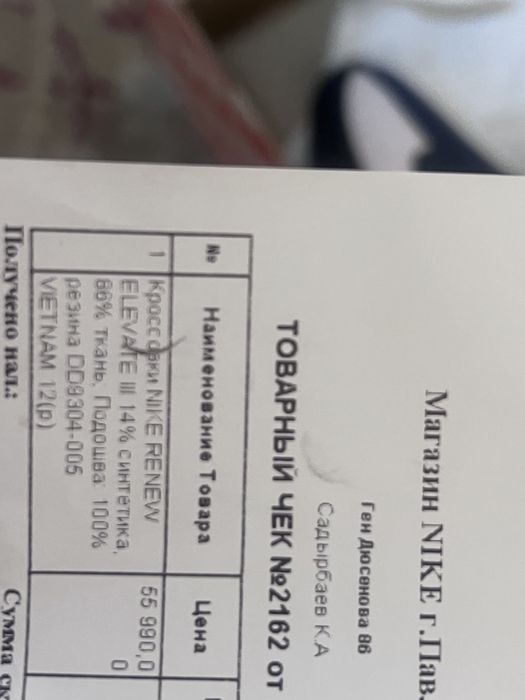 Магазин NIKE г.Пав.
Ген Дюсенова 86
Садырбаев К.А
ТОВАРНЫЙ ЧЕК №2162 от
№ Наименование Товара Цена
1 Кроссовки NIKE RENEW 55 990,0
ELEVATE III 14% синтетика, 0
86% ткань, Подошва: 100%
резина DD9304-005
VIETNAM 12(р)
Получено нал.: Сумма ск